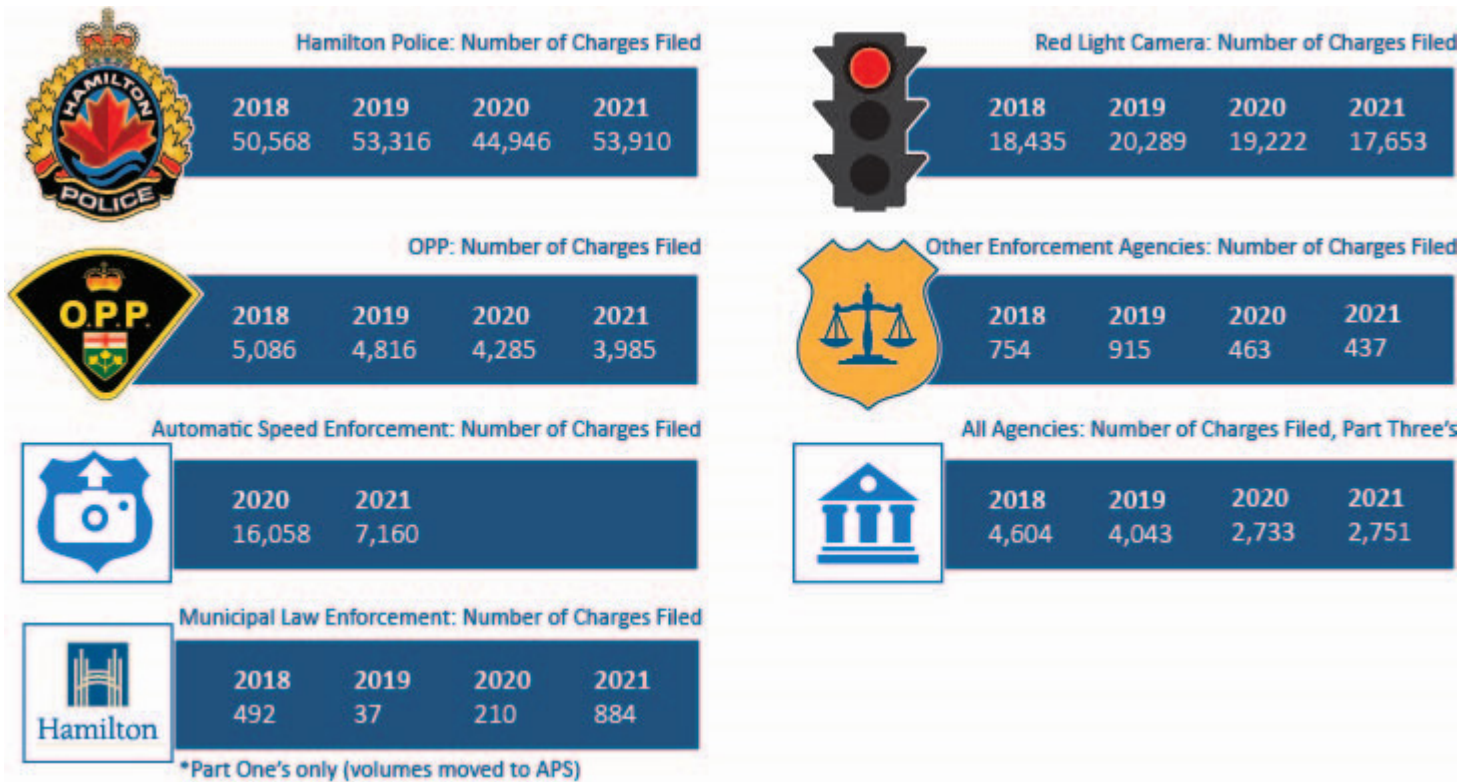 Hamilton Police: Number of Charges Filed
HAMILTON
POLICE
2018 2019 2020 2021
50,568 53,316 44,946 53,910
Red Light Camera: Number of Charges Filed
2018 2019 2020 2021
18,435 20,289 19,222 17,653
OPP: Number of Charges Filed
O.P.P.
2018 2019 2020 2021
5,086 4,816 4,285 3,985
Other Enforcement Agencies: Number of Charges Filed
2018 2019 2020 2021
754 915 463 437
Automatic Speed Enforcement: Number of Charges Filed
2020 2021
16,058 7,160
All Agencies: Number of Charges Filed, Part Three's
2018 2019 2020 2021
4,604 4,043 2,733 2,751
Municipal Law Enforcement: Number of Charges Filed
Hamilton
2018 2019 2020 2021
492 37 210 884
*Part One's only (volumes moved to APS)